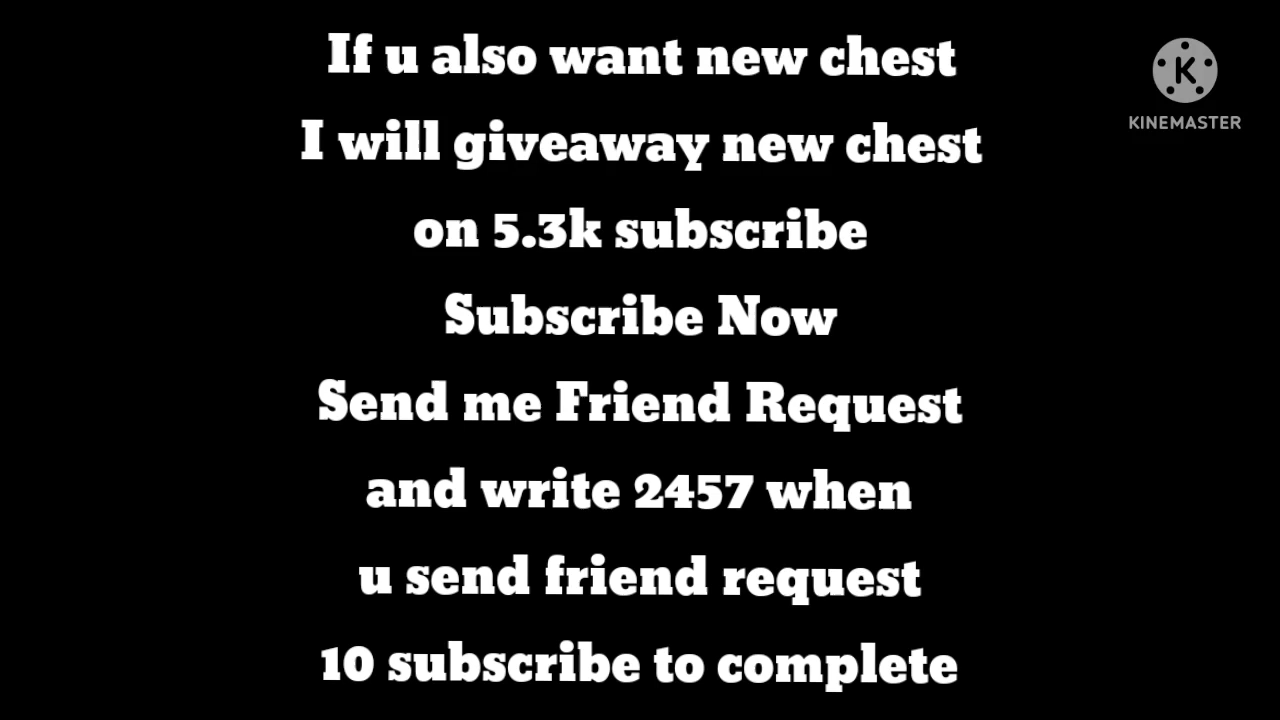 If u also want new chest
I will giveaway new chest
on 5.3k subscribe
Subscribe Now
Send me Friend Request
and write 2457 when
u send friend request
10 subscribe to complete
K
KINEMASTER